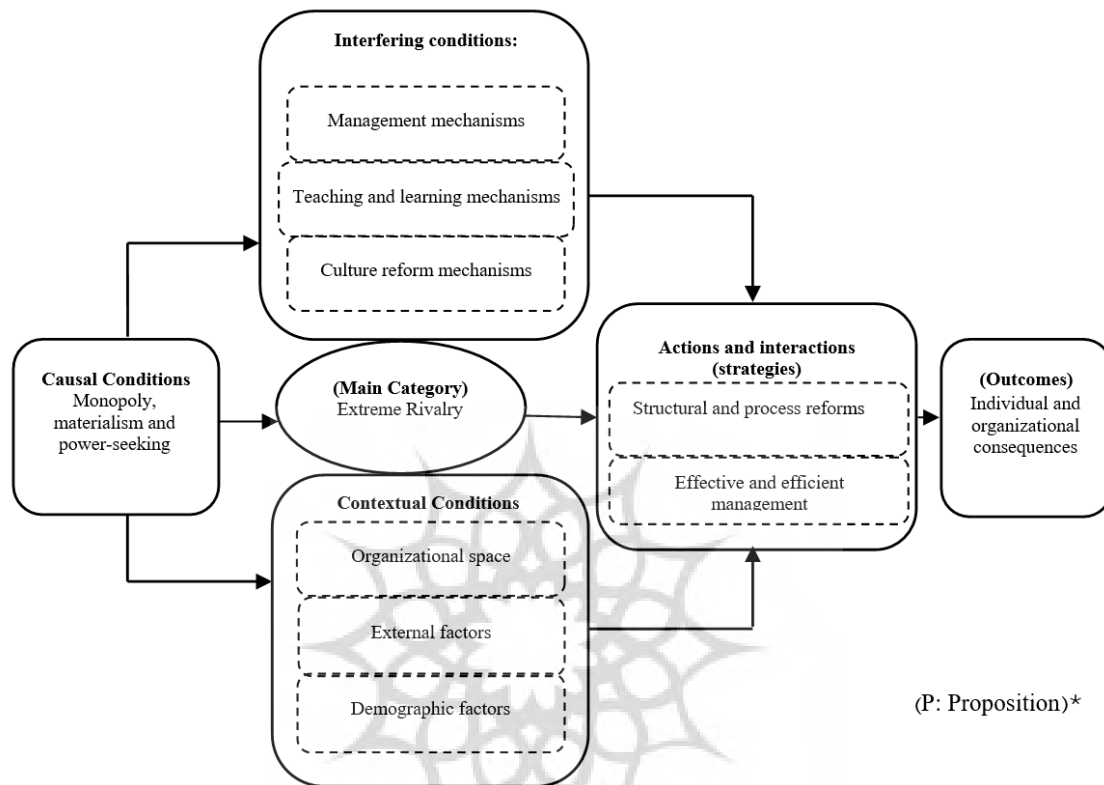 Interfering conditions:
Management mechanisms
Teaching and learning mechanisms
Culture reform mechanisms
Causal Conditions
Monopoly,
materialism and
power-seeking
(Main Category)
Extreme Rivalry
Actions and interactions
(strategies)
Structural and process reforms
Effective and efficient
management
(Outcomes)
Individual and
organizational
consequences
Contextual Conditions
Organizational space
External factors
Demographic factors
(P: Proposition)*